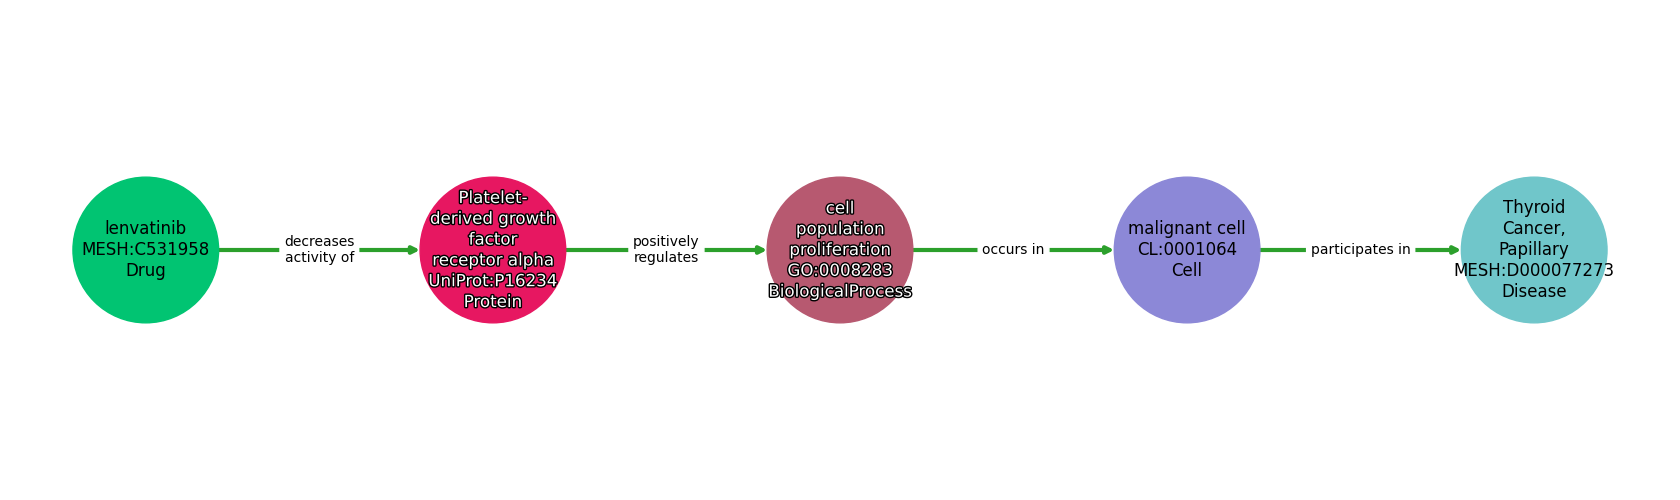 lenvatinib
MESH:C531958
Drug
decreases
activity of
Platelet-
derived growth
factor
receptor alpha
UniProt:P16234
Protein
positively
regulates
cell
population
proliferation
GO:0008283
BiologicalProcess
occurs in
malignant cell
CL:0001064
Cell
participates in
Thyroid
Cancer,
Papillary
MESH:D000077273
Disease